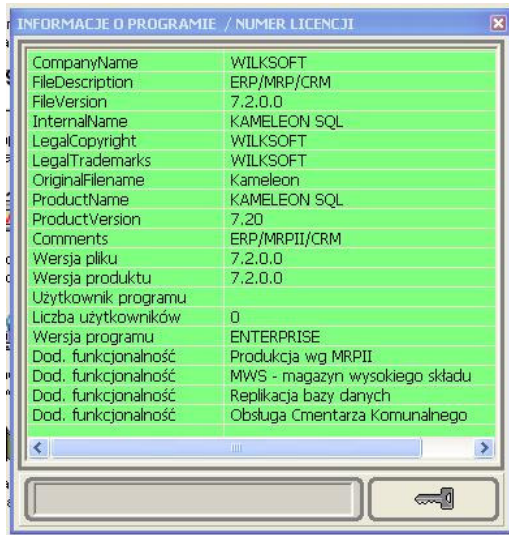 INFORMACJE O PROGRAMIE / NUMER LICENCJI
CompanyName WILKSOFT
FileDescription ERP/MRP/CRM
FileVersion 7.2.0.0
InternalName KAMELEON SQL
LegalCopyright WILKSOFT
LegalTrademarks WILKSOFT
OriginalFilename Kameleon
ProductName KAMELEON SQL
ProductVersion 7.20
Comments ERP/MRPII/CRM
Wersja pliku 7.2.0.0
Wersja produktu 7.2.0.0
Użytkownik programu
Liczba użytkowników 0
Wersja programu ENTERPRISE
Dod. funkcjonalność Produkcja wg MRPII
Dod. funkcjonalność MWS - magazyn wysokiego składu
Dod. funkcjonalność Replikacja bazy danych
Dod. funkcjonalność Obsługa Cmentarza Komunalnego